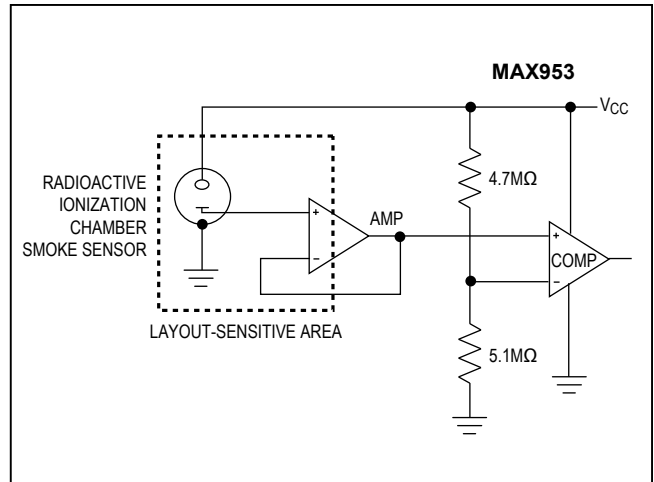 MAX953
VCC
RADIOACTIVE
IONIZATION
CHAMBER
SMOKE SENSOR
4.7MΩ
+
-
AMP
+
-
COMP
LAYOUT-SENSITIVE AREA
5.1MΩ